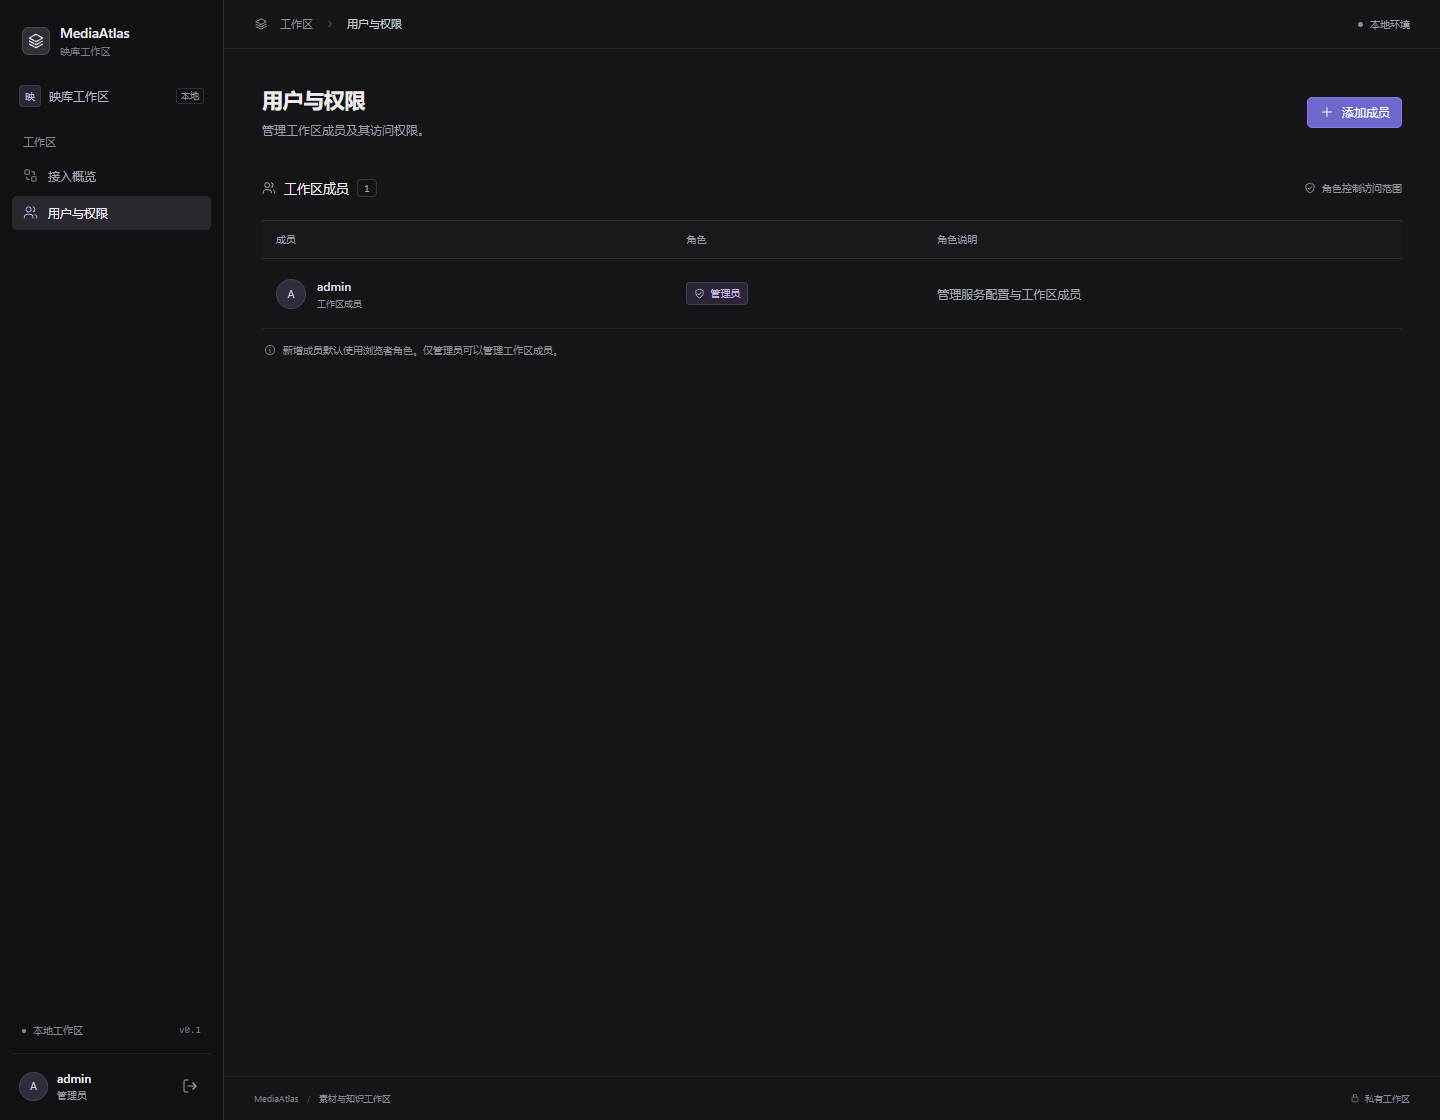 MediaAtlas
映库工作区
映 映库工作区 本地
工作区
接入概览
用户与权限
本地工作区 v0.1
A admin
管理员
工作区 › 用户与权限
本地环境
用户与权限
管理工作区成员及其访问权限。
添加成员
工作区成员 1
角色控制访问范围
成员 角色 角色说明
A admin
工作区成员
管理员
管理服务配置与工作区成员
新增成员默认使用浏览者角色。仅管理员可以管理工作区成员。
MediaAtlas / 素材与知识工作区
私有工作区